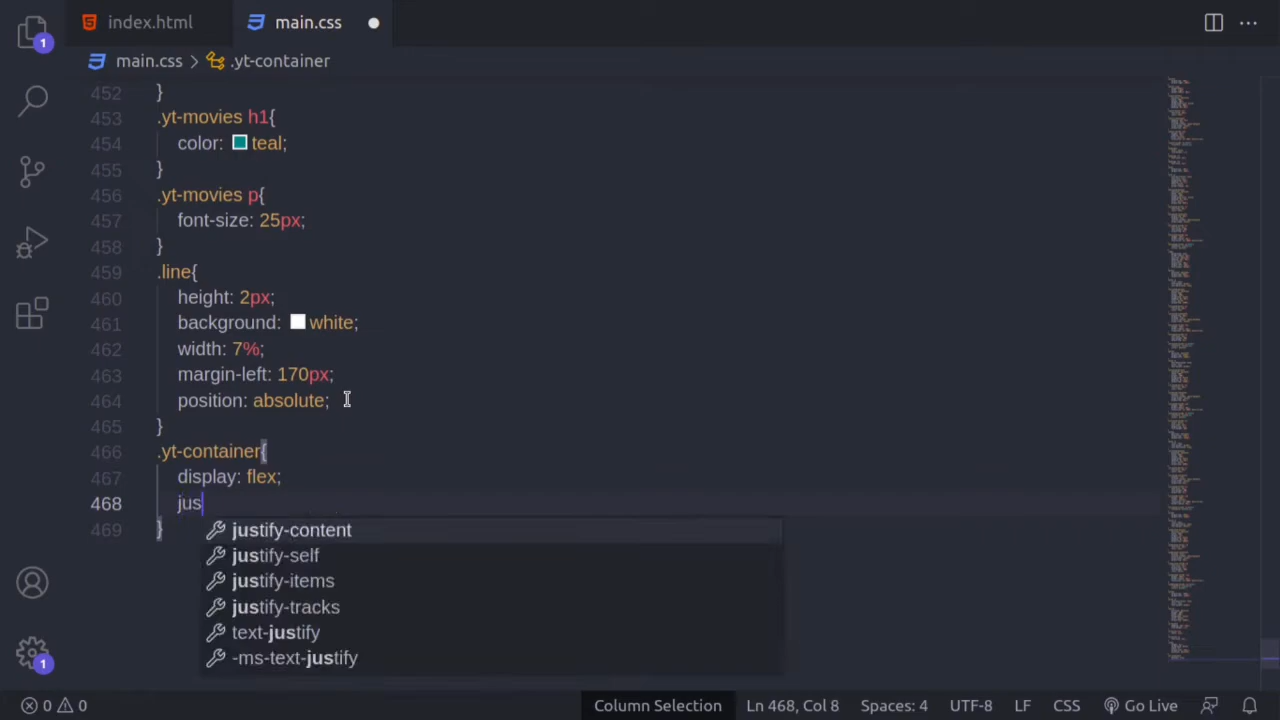 index.html
main.css
1
main.css > .yt-container
452 }
453 .yt-movies h1{
454 color: teal;
455 }
456 .yt-movies p{
457 font-size: 25px;
458 }
459 .line{
460 height: 2px;
461 background: white;
462 width: 7%;
463 margin-left: 170px;
464 position: absolute;
465 }
466 .yt-container{
467 display: flex;
468 jus
469 }
justify-content
justify-self
justify-items
justify-tracks
text-justify
-ms-text-justify
1
0 0 Column Selection Ln 468, Col 8 Spaces: 4 UTF-8 LF CSS Go Live